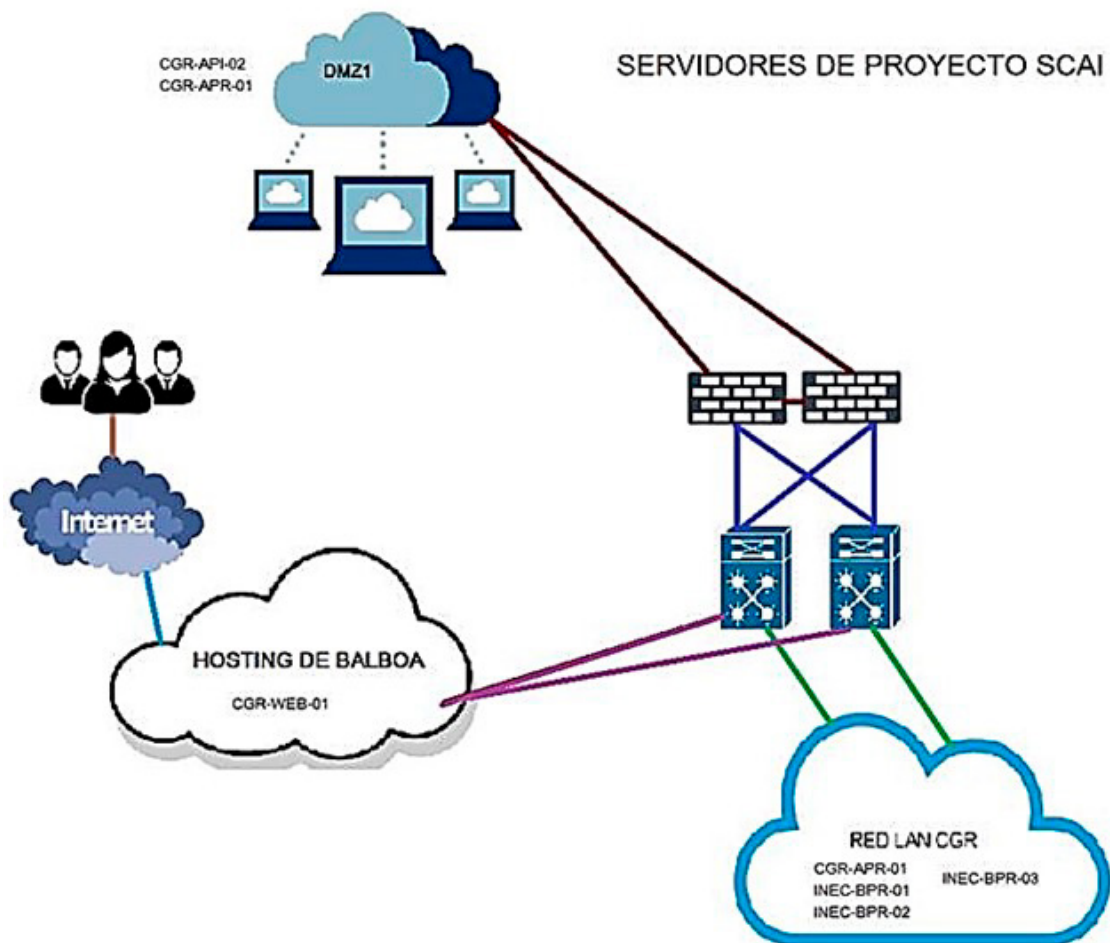 SERVIDORES DE PROYECTO SCAI
CGR-API-02
CGR-APR-01
DMZ1
Internet
HOSTING DE BALBOA
CGR-WEB-01
RED LAN CGR
CGR-APR-01
INEC-BPR-01
INEC-BPR-02
INEC-BPR-03